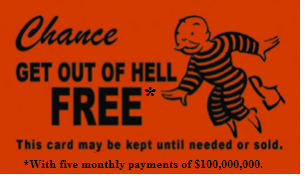 Chance
GET OUT OF HELL
FREE*
This card may be kept until needed or sold.
*With five monthly payments of $100,000,000.